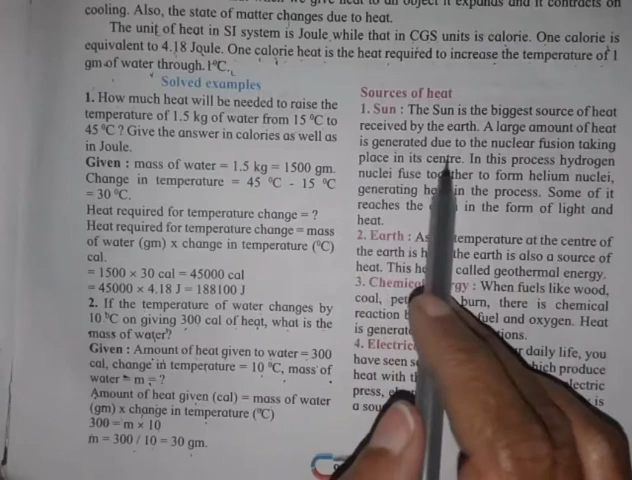 cooling. Also, the state of matter changes due to heat.
The unit of heat in SI system is Joule while that in CGS units is calorie. One calorie is
equivalent to 4.18 Joule. One calorie heat is the heat required to increase the temperature of 1
gm of water through 1⁰C.
Solved examples
1. How much heat will be needed to raise the
temperature of 1.5 kg of water from 15 ⁰C to
45 ⁰C ? Give the answer in calories as well as
in Joule.
Given : mass of water = 1.5 kg = 1500 gm.
Change in temperature = 45 ⁰C - 15 ⁰C
= 30 ⁰C.
Heat required for temperature change = ?
Heat required for temperature change = mass
of water (gm) x change in temperature (⁰C)
cal.
= 1500 × 30 cal = 45000 cal
= 45000 × 4.18 J = 188100 J
2. If the temperature of water changes by
10 ⁰C on giving 300 cal of heat, what is the
mass of water?
Given : Amount of heat given to water = 300
cal, change in temperature = 10 ⁰C, mass of
water = m = ?
Amount of heat given (cal) = mass of water
(gm) x change in temperature (⁰C)
300 = m × 10
m = 300 / 10 = 30 gm.
Sources of heat
1. Sun : The Sun is the biggest source of heat
received by the earth. A large amount of heat
is generated due to the nuclear fusion taking
place in its centre. In this process hydrogen
nuclei fuse together to form helium nuclei,
generating in the process. Some of it
reaches the in the form of light and
heat.
2. Earth : As temperature at the centre of
the earth is the earth is also a source of
heat. This called geothermal energy.
3. Chemical : When fuels like wood,
coal, burn, there is chemical
reaction fuel and oxygen. Heat
is
4. daily life, you
have seen which produce
heat with
press, is